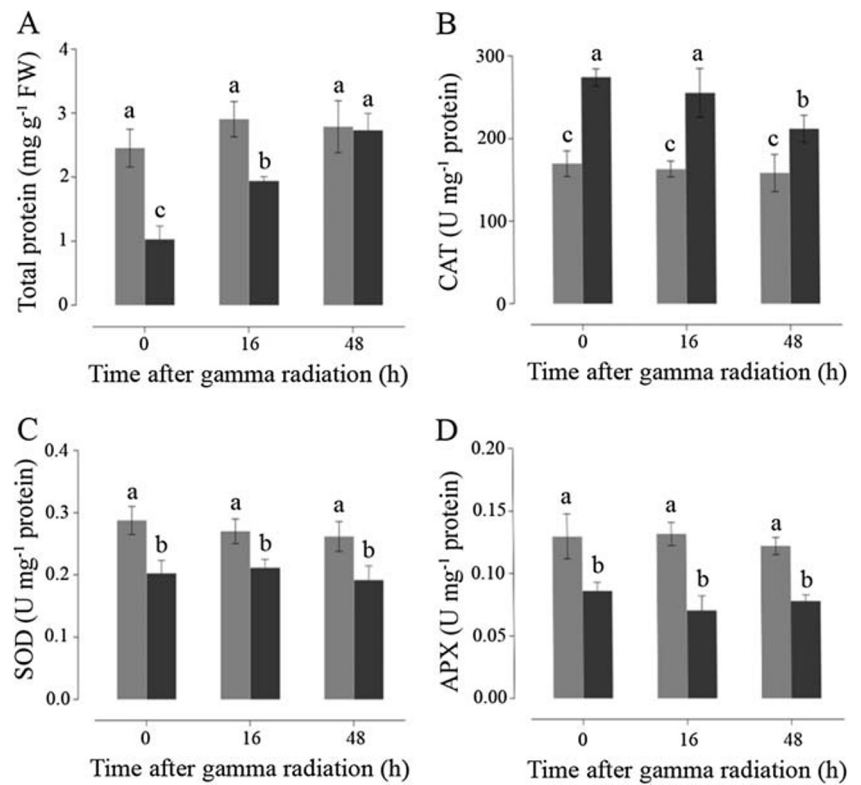 A
Total protein (mg g-1 FW)
4
3
2
1
0
a
c
a
b
a
a
0 16 48
Time after gamma radiation (h)
B
CAT (U mg-1 protein)
300
200
100
0
c
a
c
a
c
b
0 16 48
Time after gamma radiation (h)
C
SOD (U mg-1 protein)
0.4
0.3
0.2
0.1
0.0
a
b
a
b
a
b
0 16 48
Time after gamma radiation (h)
D
APX (U mg-1 protein)
0.20
0.15
0.10
0.05
0.00
a
b
a
b
a
b
0 16 48
Time after gamma radiation (h)